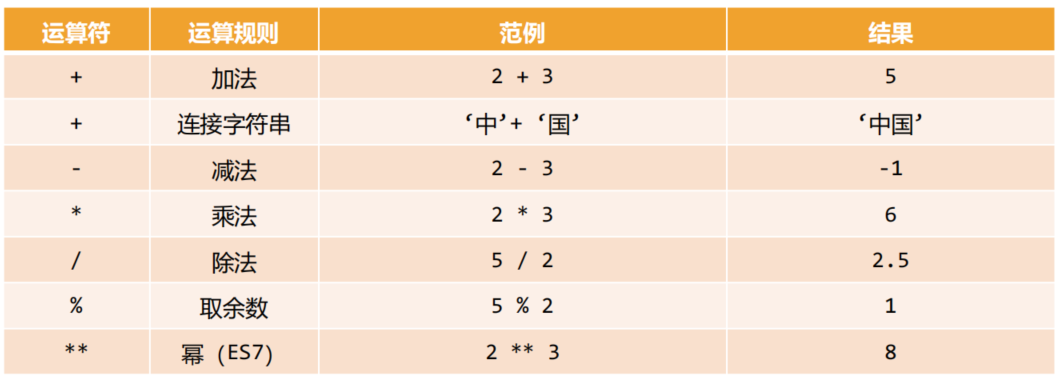 运算符 运算规则 范例 结果
+ 加法 2 + 3 5
+ 连接字符串 ‘中’+ ‘国’ ‘中国’
- 减法 2 - 3 -1
* 乘法 2 * 3 6
/ 除法 5 / 2 2.5
% 取余数 5 % 2 1
** 幂（ES7） 2 ** 3 8